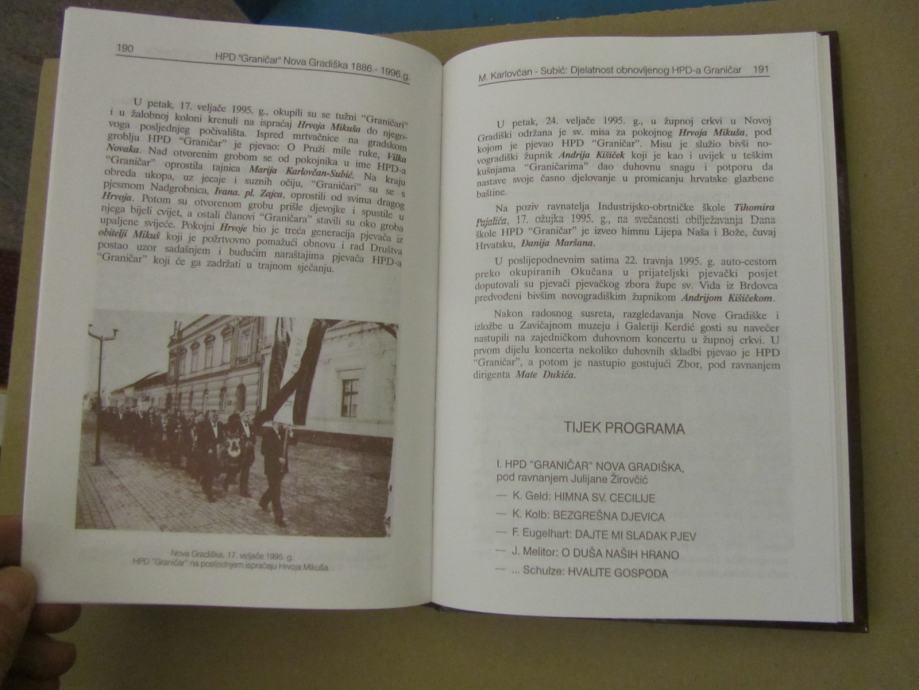 190
HPD "Graničar" Nova Gradiška 1886.- 1996.g.
U petak, 17. veljače 1995. g., okupili su se tužni “Graničari”
i u žalobnoj koloni krenuli na ispraćaj Hrvoja Mikuša do njego-
voga posljednjeg počivališta. Ispred mrtvačnice na gradskom
groblju HPD “Graničar” je pjevao: O Pruži mile ruke, Vilka
Novaka. Nad otvorenim grobom se od pokojnika u ime HPD-a
“Graničar” oprostila tajnica Marija Karlovčan-Subić. Na kraju
obreda ukopa, uz jecaje i suznih očiju, “Graničari” su se s
pjesmom Nadgrobnica, Ivana. pl. Zajca, oprostili od svima dragog
Hrvoja. Potom su otvorenom grobu prišle djevojke i spustile u
njega bijeli cvijet, a ostali članovi “Graničara” stavili su oko groba
upaljene svijeće. Pokojni Hrvoje bio je treća generacija pjevača iz
obitelji Mikuš koji je požrtvovno pomažući obnovu i rad Društva
postao uzor sadašnjem i budućim naraštajima pjevača HPD-a
“Graničar” koji će ga zadržati u trajnom sjećanju.
Nova Gradiška, 17. veljače 1995. g.
HPD “Graničar” na posljednjem ispraćaju Hrvoja Mikuša.
M. Karlovčan - Subić: Djelatnost obnovljenog HPD-a Graničar 191
U petak, 24. veljače 1995. g., u župnoj crkvi u Novoj
Gradiški održana je sv. misa za pokojnog Hrvoja Mikuša, pod
kojom je pjevao HPD “Graničar”. Misu je služio bivši no-
vogradiški župnik Andrija Kišiček koji je kao i uvijek u teškim
kušnjama “Graničarima” dao duhovnu snagu i potporu da
nastave svoje časno djelovanje u promicanju hrvatske glazbene
baštine.
Na poziv ravnatelja Industrijsko-obrtničke škole Tihomira
Pajalića, 17. ožujka 1995. g., na svečanosti obilježavanja Dana
škole HPD “Graničar” je izveo himnu Lijepa Naša i Bože, čuvaj
Hrvatsku, Danija Maršana.
U poslijepodnevnim satima 22. travnja 1995. g. auto-cestom
preko okupiranih Okučana u prijateljski pjevački posjet
doputovali su pjevači pjevačkog zbora župe sv. Vida iz Brdovca
predvođeni bivšim novogradiškim župnikom Andrijom Kišičekom.
Nakon radosnog susreta, razgledavanja Nove Gradiške i
izložbe u Zavičajnom muzeju i Galeriji Kerdić gosti su navečer
nastupili na zajedničkom duhovnom koncertu u župnoj crkvi. U
prvom dijelu koncerta nekoliko duhovnih skladbi pjevao je HPD
“Graničar”, a potom je nastupio gostujući Zbor, pod ravnanjem
dirigenta Mate Dukića.
TIJEK PROGRAMA
I. HPD “GRANIČAR” NOVA GRADIŠKA,
pod ravnanjem Julijane Žirovčić
— K. Geld: HIMNA SV. CECILIJE
— K. Kolb: BEZGREŠNA DJEVICA
— F. Eugelhart: DAJTE MI SLADAK PJEV
— J. Melitor: O DUŠA NAŠIH HRANO
— ... Schulze: HVALITE GOSPODA